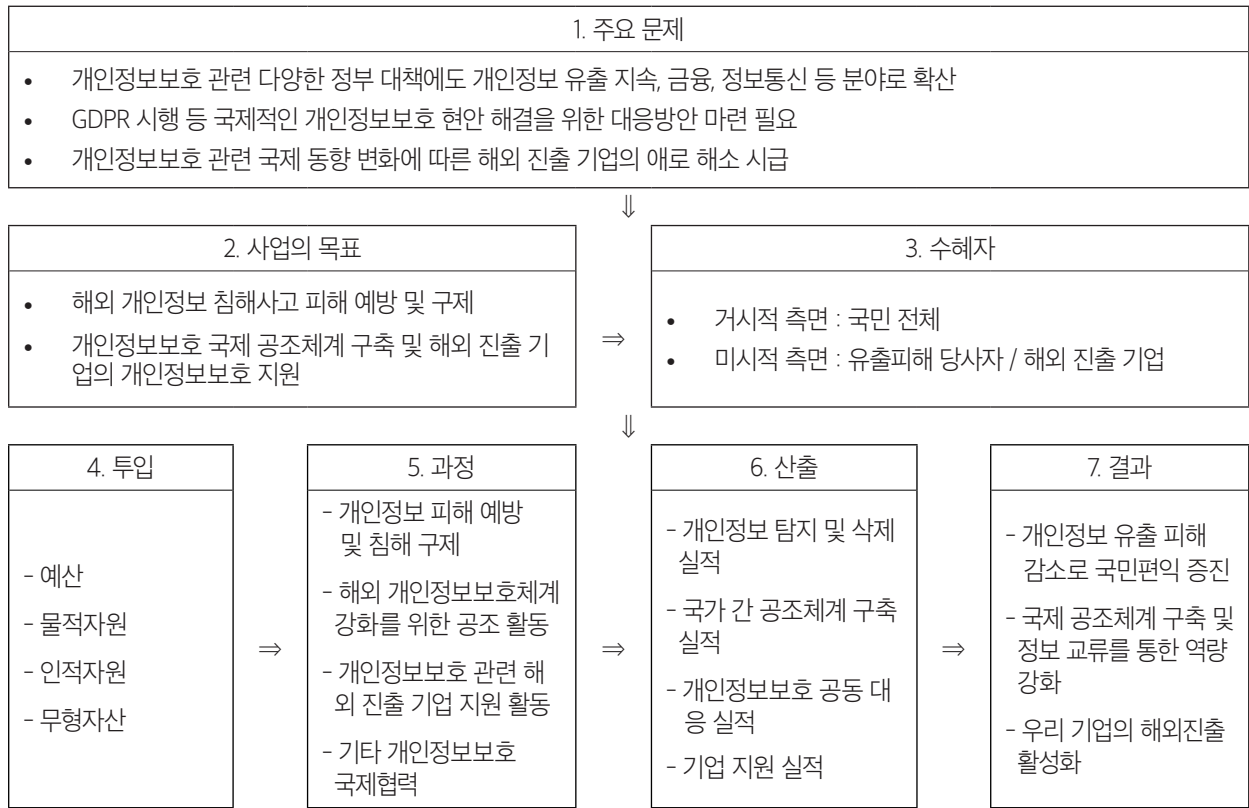 1. 주요 문제
• 개인정보보호 관련 다양한 정부 대책에도 개인정보 유출 지속, 금융, 정보통신 등 분야로 확산
• GDPR 시행 등 국제적인 개인정보보호 현안 해결을 위한 대응방안 마련 필요
• 개인정보보호 관련 국제 동향 변화에 따른 해외 진출 기업의 애로 해소 시급
⇓
2. 사업의 목표
• 해외 개인정보 침해사고 피해 예방 및 구제
• 개인정보보호 국제 공조체계 구축 및 해외 진출 기
업의 개인정보보호 지원
⇒
3. 수혜자
• 거시적 측면 : 국민 전체
• 미시적 측면 : 유출피해 당사자 / 해외 진출 기업
⇓
4. 투입
- 예산
- 물적자원
- 인적자원
- 무형자산
⇒
5. 과정
- 개인정보 피해 예방
및 침해 구제
- 해외 개인정보보호체계
강화를 위한 공조 활동
- 개인정보보호 관련 해
외 진출 기업 지원 활동
- 기타 개인정보보호
국제협력
⇒
6. 산출
- 개인정보 탐지 및 삭제
실적
- 국가 간 공조체계 구축
실적
- 개인정보보호 공동 대
응 실적
- 기업 지원 실적
⇒
7. 결과
- 개인정보 유출 피해
감소로 국민편익 증진
- 국제 공조체계 구축 및
정보 교류를 통한 역량
강화
- 우리 기업의 해외진출
활성화